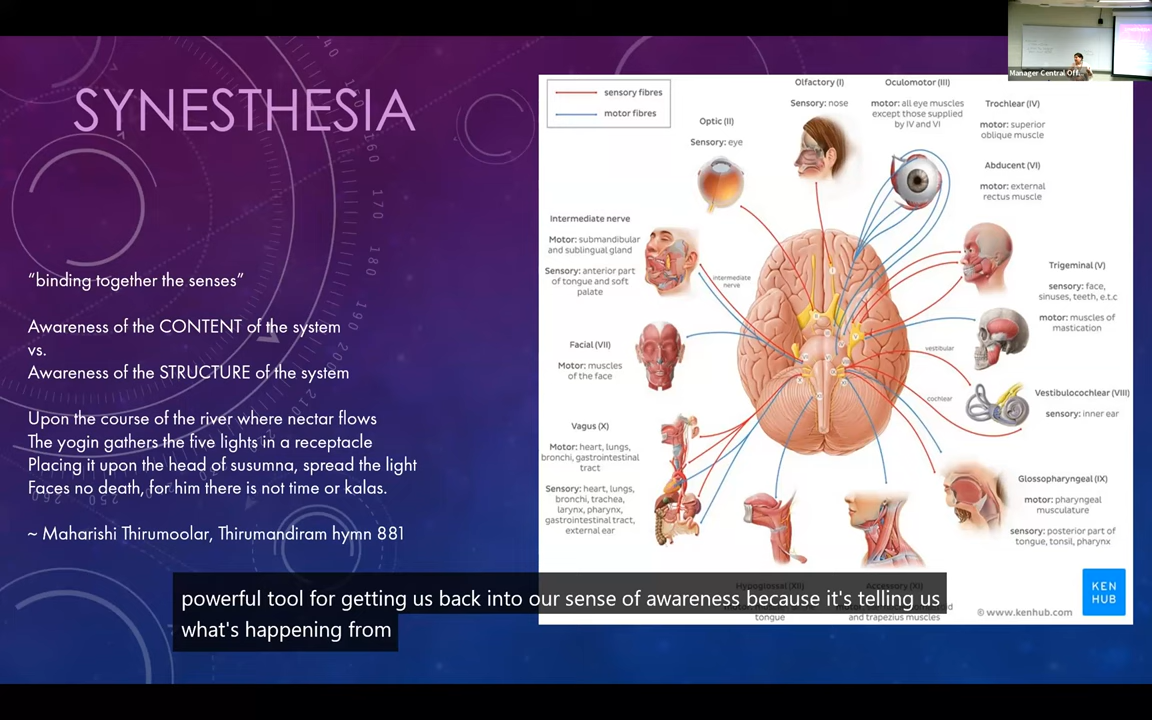 Manager Central Off..
SYNESTHESIA
“binding together the senses”
Awareness of the CONTENT of the system
vs.
Awareness of the STRUCTURE of the system
Upon the course of the river where nectar flows
The yogin gathers the five lights in a receptacle
Placing it upon the head of susumna, spread the light
Faces no death, for him there is not time or kalas.
~ Maharishi Thirumoolar, Thirumandiram hymn 881
sensory fibres
motor fibres
Olfactory (I)
Sensory: nose
Oculomotor (III)
motor: all eye muscles
except those supplied
by IV and VI
Trochlear (IV)
motor: superior
oblique muscle
Abducent (VI)
motor: external
rectus muscle
Optic (II)
Sensory: eye
Intermediate nerve
Motor: submandibular
and sublingual gland
Sensory: anterior part
of tongue and soft
palate
intermediate
nerve
Trigeminal (V)
sensory: face,
sinuses, teeth, e.t.c
motor: muscles of
mastication
Facial (VII)
Motor: muscles
of the face
vestibular
cochlear
Vestibulocochlear (VIII)
sensory: inner ear
Vagus (X)
Motor: heart, lungs,
bronchi, gastrointestinal
tract
Sensory: heart, lungs,
bronchi, trachea,
larynx, pharynx,
gastrointestinal tract,
external ear
Glossopharyngeal (IX)
motor: pharyngeal
musculature
sensory: posterior part of
tongue, tonsil, pharynx
Hypoglossal (XII)
tongue
Accessory (XI)
and trapezius muscles
KEN
HUB
© www.kenhub.com
powerful tool for getting us back into our sense of awareness because it's telling us
what's happening from